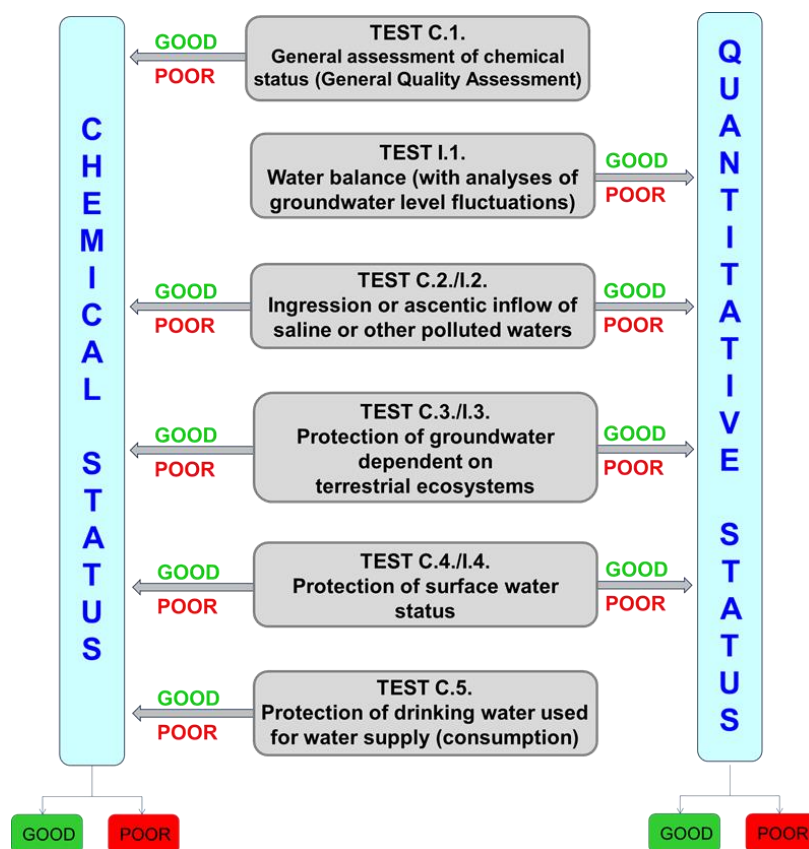 GOOD
POOR
TEST C.1.
General assessment of chemical
status (General Quality Assessment)
CHEMICAL STATUS
QUANTITATIVE STATUS
TEST I.1.
Water balance (with analyses of
groundwater level fluctuations)
GOOD
POOR
GOOD
POOR
TEST C.2./I.2.
Ingression or ascentic inflow of
saline or other polluted waters
GOOD
POOR
GOOD
POOR
TEST C.3./I.3.
Protection of groundwater
dependent on
terrestrial ecosystems
GOOD
POOR
GOOD
POOR
TEST C.4./I.4.
Protection of surface water
status
GOOD
POOR
GOOD
POOR
TEST C.5.
Protection of drinking water used
for water supply (consumption)
GOOD
POOR
GOOD
POOR